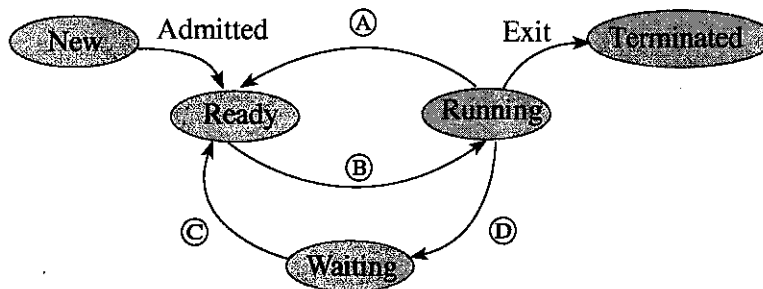 New
Admitted
Ⓐ
Exit
Terminated
Ready
Running
Ⓑ
Ⓒ
Ⓓ
Waiting